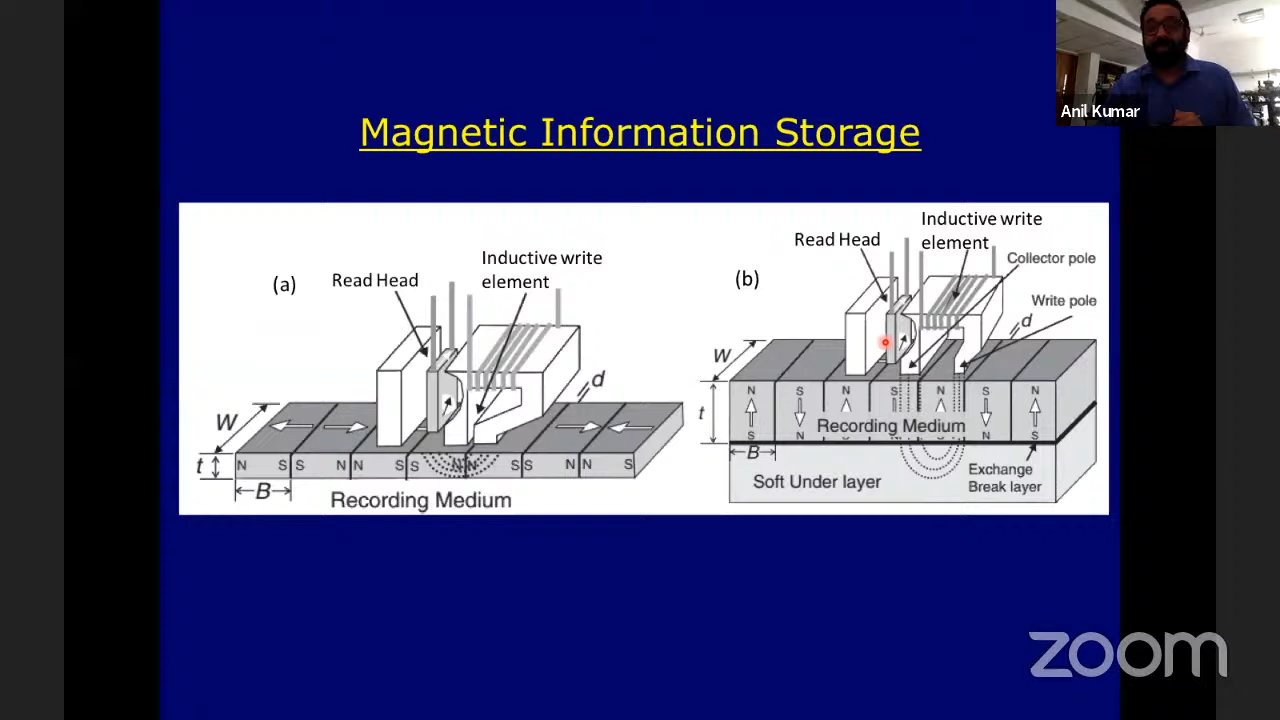 Anil Kumar
Magnetic Information Storage
(a)
Read Head
Inductive write
element
W
d
t
N S S N N S S N N S S N N S
B
Recording Medium
(b)
Read Head
Inductive write
element
Collector pole
Write pole
d
W
t
N S N S N S N
Recording Medium
S N S N S
B
Soft Under layer
Exchange
Break layer
zoom